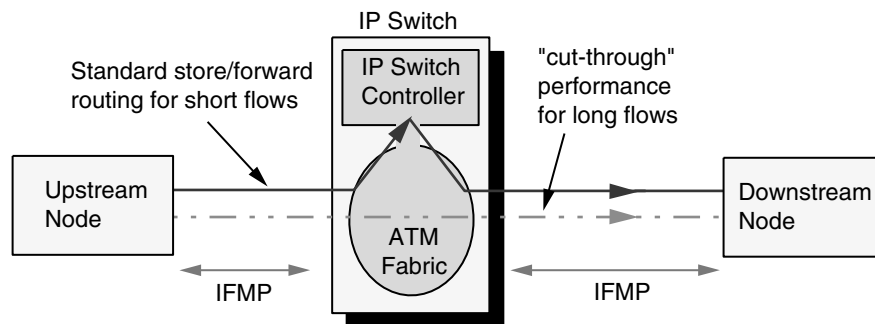 IP Switch
Standard store/forward
routing for short flows
IP Switch
Controller
"cut-through"
performance
for long flows
Upstream
Node
ATM
Fabric
Downstream
Node
IFMP
IFMP